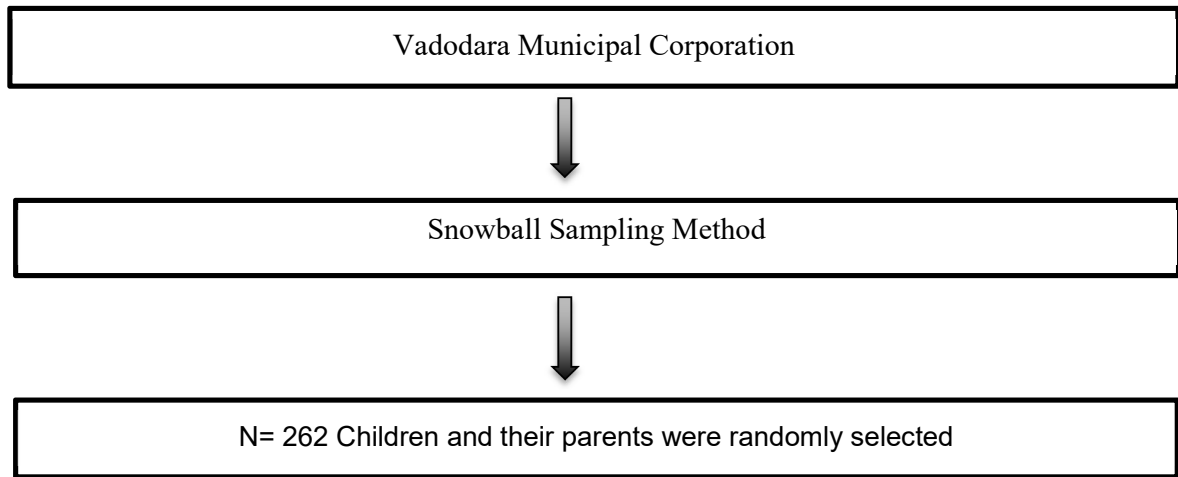 Vadodara Municipal Corporation
Snowball Sampling Method
N= 262 Children and their parents were randomly selected